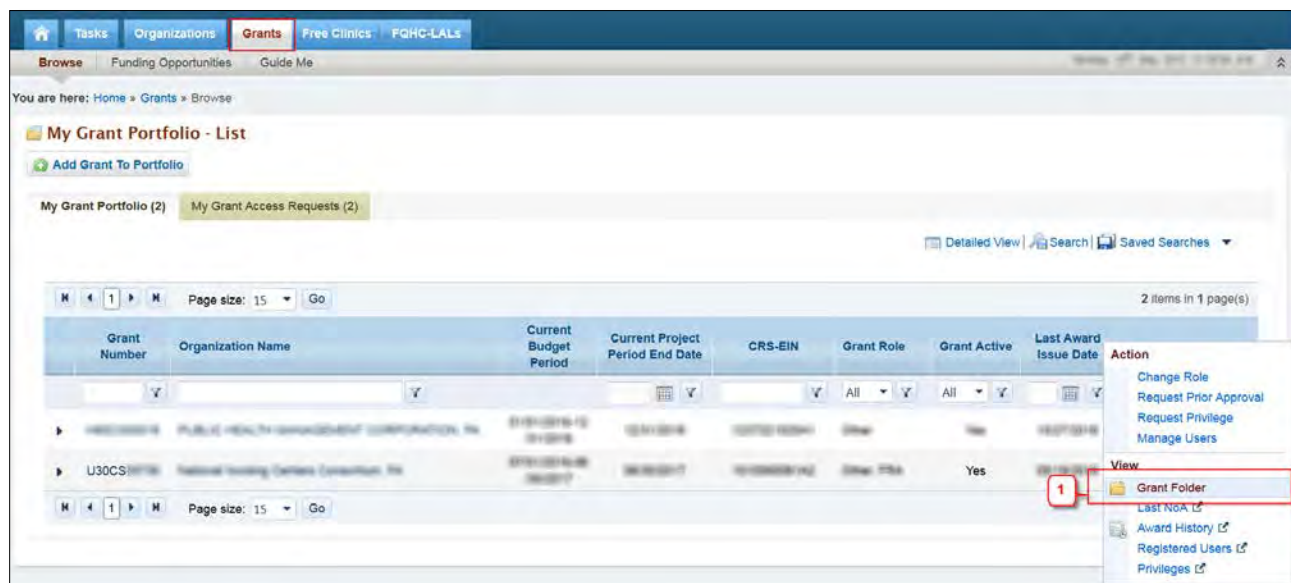 Tasks Organizations Grants Free Clinics FQHC-LALs
Browse Funding Opportunities Guide Me
You are here: Home » Grants » Browse
My Grant Portfolio - List
Add Grant To Portfolio
My Grant Portfolio (2) My Grant Access Requests (2)
Detailed View | Search | Saved Searches
1 Page size: 15 Go 2 items in 1 page(s)
Grant Number Organization Name Current Budget Period Current Project Period End Date CRS-EIN Grant Role Grant Active Last Award Issue Date
All All
U30CS Yes
1 Page size: 15 Go
Action
Change Role
Request Prior Approval
Request Privilege
Manage Users
View
1 Grant Folder
Last NoA
Award History
Registered Users
Privileges